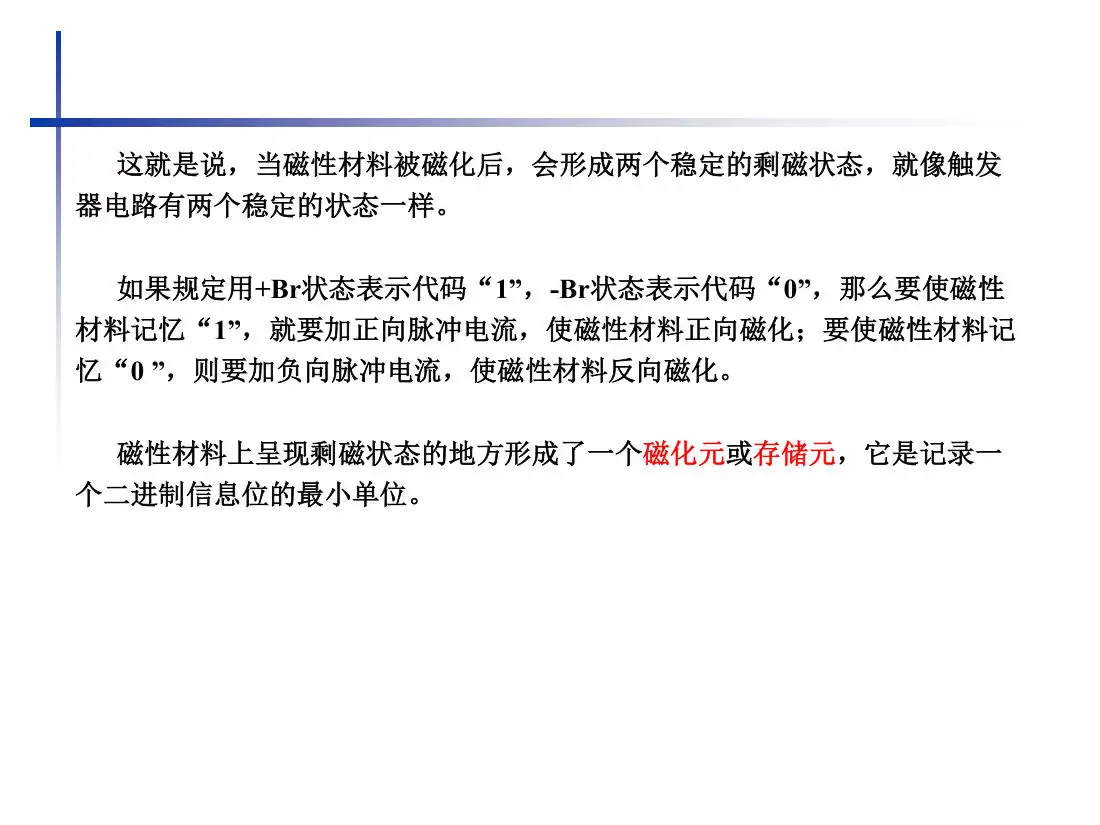 这就是说，当磁性材料被磁化后，会形成两个稳定的剩磁状态，就像触发
器电路有两个稳定的状态一样。
如果规定用+Br状态表示代码“1”，-Br状态表示代码“0”，那么要使磁性
材料记忆“1”，就要加正向脉冲电流，使磁性材料正向磁化；要使磁性材料记
忆“0 ”，则要加负向脉冲电流，使磁性材料反向磁化。
磁性材料上呈现剩磁状态的地方形成了一个磁化元或存储元，它是记录一
个二进制信息位的最小单位。